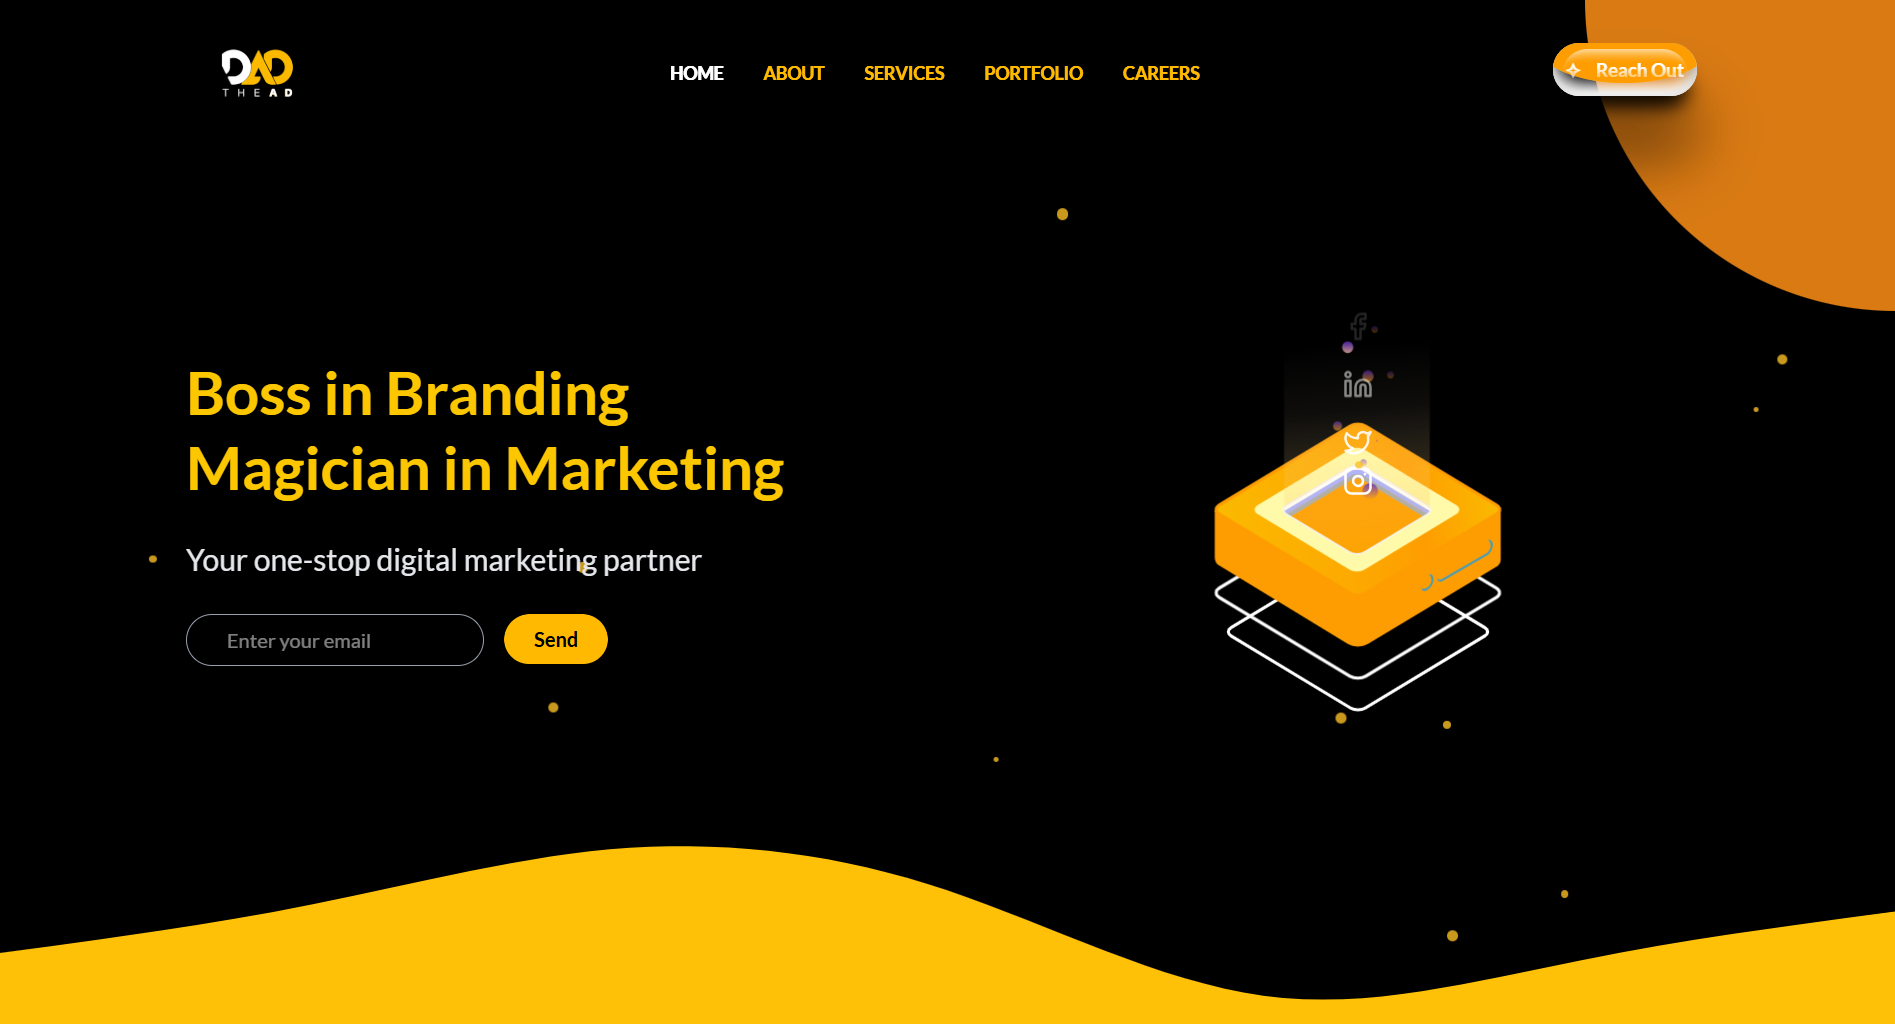 DAD
THE AD
HOME
ABOUT
SERVICES
PORTFOLIO
CAREERS
Reach Out
Boss in Branding
Magician in Marketing
Your one-stop digital marketing partner
Enter your email
Send